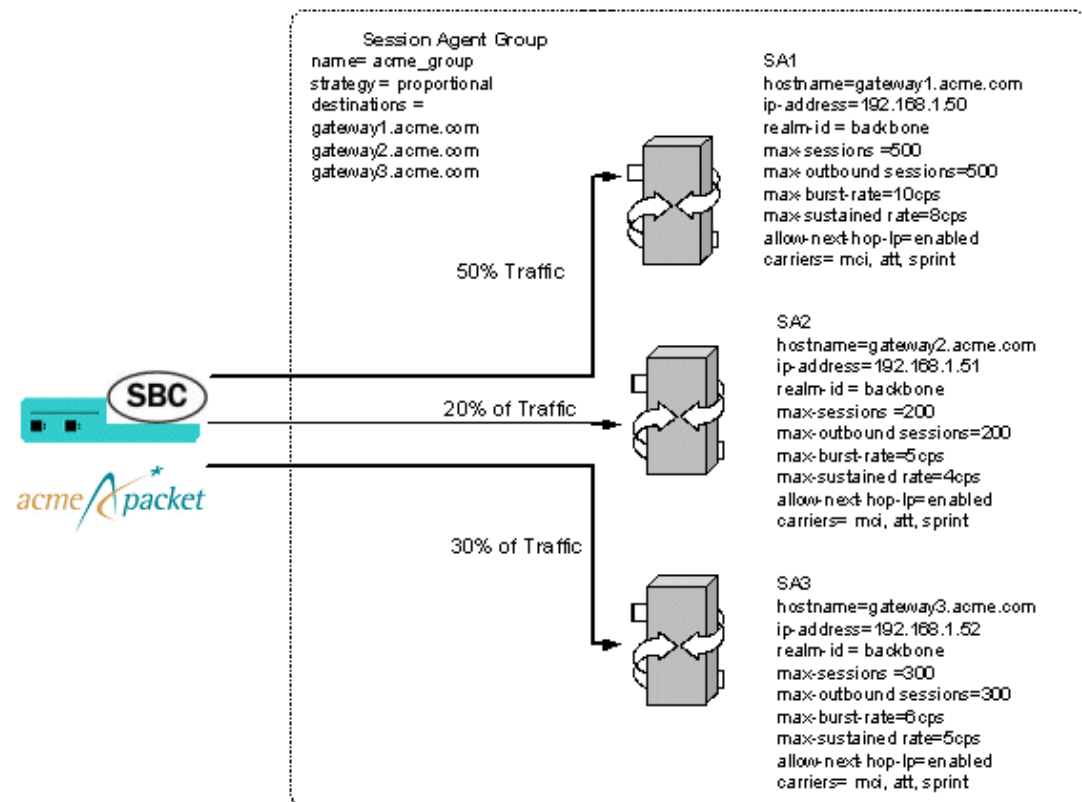 Session Agent Group
name= acme_group
strategy = proportional
destinations =
gateway1.acme.com
gateway2.acme.com
gateway3.acme.com
SA1
hostname=gateway1.acme.com
ip-address=192.168.1.50
realm-id = backbone
max-sessions =500
max-outbound sessions=500
max-burst-rate=10cps
max-sustained rate=8cps
allow-next-hop-lp=enabled
carriers= mci, att, sprint
50% Traffic
SA2
hostname=gateway2.acme.com
ip-address=192.168.1.51
realm-id = backbone
max-sessions =200
max-outbound sessions=200
max-burst-rate=5cps
max-sustained rate=4cps
allow-next-hop-lp=enabled
carriers= mci, att, sprint
SBC
20% of Traffic
acme packet
30% of Traffic
SA3
hostname=gateway3.acme.com
ip-address=192.168.1.52
realm-id = backbone
max-sessions =300
max-outbound sessions=300
max-burst-rate=6cps
max-sustained rate=5cps
allow-next-hop-lp=enabled
carriers= mci, att, sprint